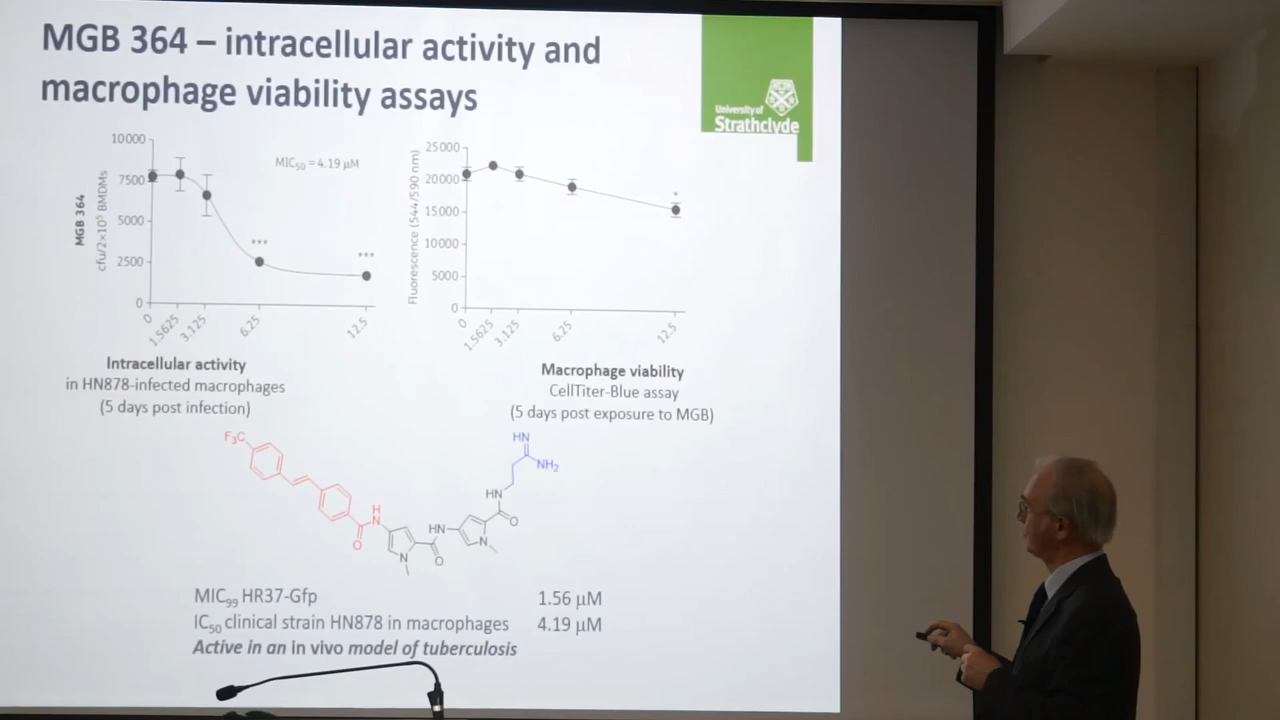 MGB 364 – intracellular activity and
macrophage viability assays
University of
Strathclyde
MGB 364
cfu/2×10⁵ BMDMs
10000
7500
5000
2500
0
MIC₅₀ = 4.19 µM
***
***
0
1.5625
3.125
6.25
12.5
Fluorescence (544/590 nm)
25000
20000
15000
10000
5000
0
*
0
1.5625
3.125
6.25
12.5
Intracellular activity
in HN878-infected macrophages
(5 days post infection)
Macrophage viability
CellTiter-Blue assay
(5 days post exposure to MGB)
F₃C
H
N
O
N
O
HN
N
O
HN
HN
NH₂
MIC₉₉ HR37-Gfp 1.56 µM
IC₅₀ clinical strain HN878 in macrophages 4.19 µM
Active in an in vivo model of tuberculosis